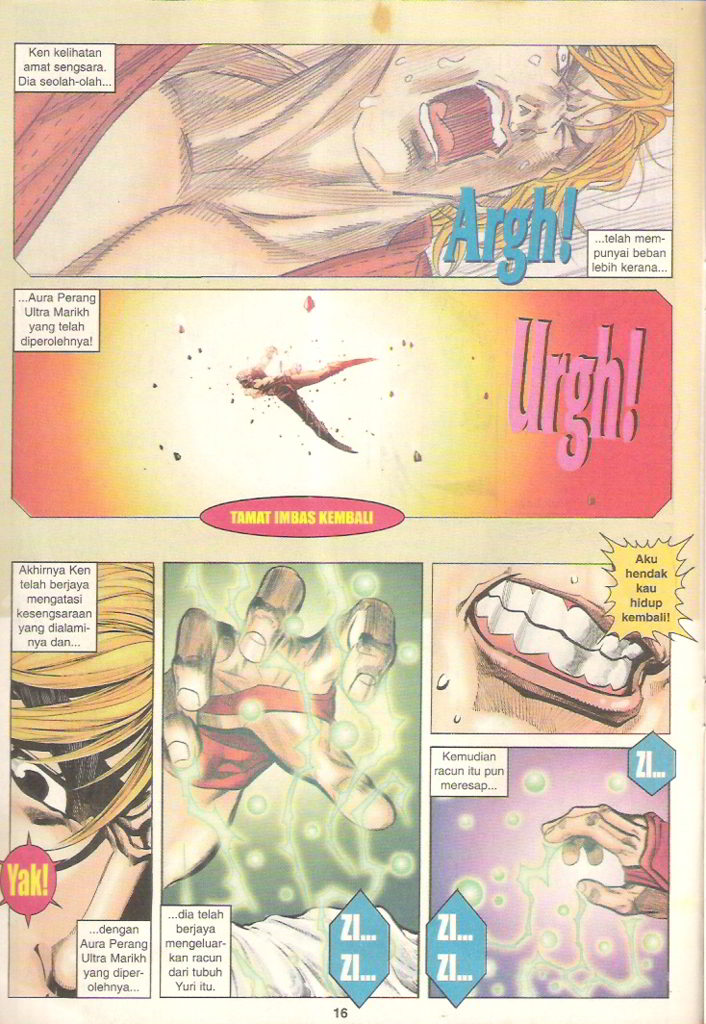 Ken kelihatan
amat sengsara.
Dia seolah-olah...
Argh!
...telah mem-
punyai beban
lebih kerana...
...Aura Perang
Ultra Marikh
yang telah
diperolehnya!
Urgh!
TAMAT IMBAS KEMBALI
Akhirnya Ken
telah berjaya
mengatasi
kesengsaraan
yang dialami-
nya dan...
Yak!
...dengan
Aura Perang
Ultra Marikh
yang diper-
olehnya...
...dia telah
berjaya
mengeluar-
kan racun
dari tubuh
Yuri itu.
ZI...
ZI...
Aku
hendak
kau
hidup
kembali!
Kemudian
racun itu pun
meresap...
ZI...
ZI...
ZI...
16